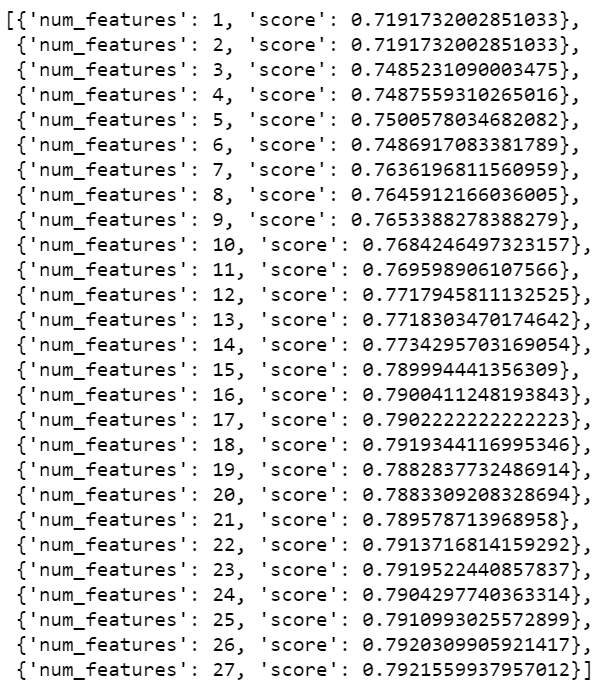 [{'num_features': 1, 'score': 0.7191732002851033},
{'num_features': 2, 'score': 0.7191732002851033},
{'num_features': 3, 'score': 0.7485231090003475},
{'num_features': 4, 'score': 0.7487559310265016},
{'num_features': 5, 'score': 0.7500578034682082},
{'num_features': 6, 'score': 0.7486917083381789},
{'num_features': 7, 'score': 0.7636196811560959},
{'num_features': 8, 'score': 0.7645912166036005},
{'num_features': 9, 'score': 0.7653388278388279},
{'num_features': 10, 'score': 0.7684246497323157},
{'num_features': 11, 'score': 0.769598906107566},
{'num_features': 12, 'score': 0.7717945811132525},
{'num_features': 13, 'score': 0.7718303470174642},
{'num_features': 14, 'score': 0.7734295703169054},
{'num_features': 15, 'score': 0.789994441356309},
{'num_features': 16, 'score': 0.7900411248193843},
{'num_features': 17, 'score': 0.7902222222222223},
{'num_features': 18, 'score': 0.7919344116995346},
{'num_features': 19, 'score': 0.7882837732486914},
{'num_features': 20, 'score': 0.7883309208328694},
{'num_features': 21, 'score': 0.789578713968958},
{'num_features': 22, 'score': 0.7913716814159292},
{'num_features': 23, 'score': 0.7919522440857837},
{'num_features': 24, 'score': 0.7904297740363314},
{'num_features': 25, 'score': 0.7910993025572899},
{'num_features': 26, 'score': 0.7920309905921417},
{'num_features': 27, 'score': 0.7921559937957012}]